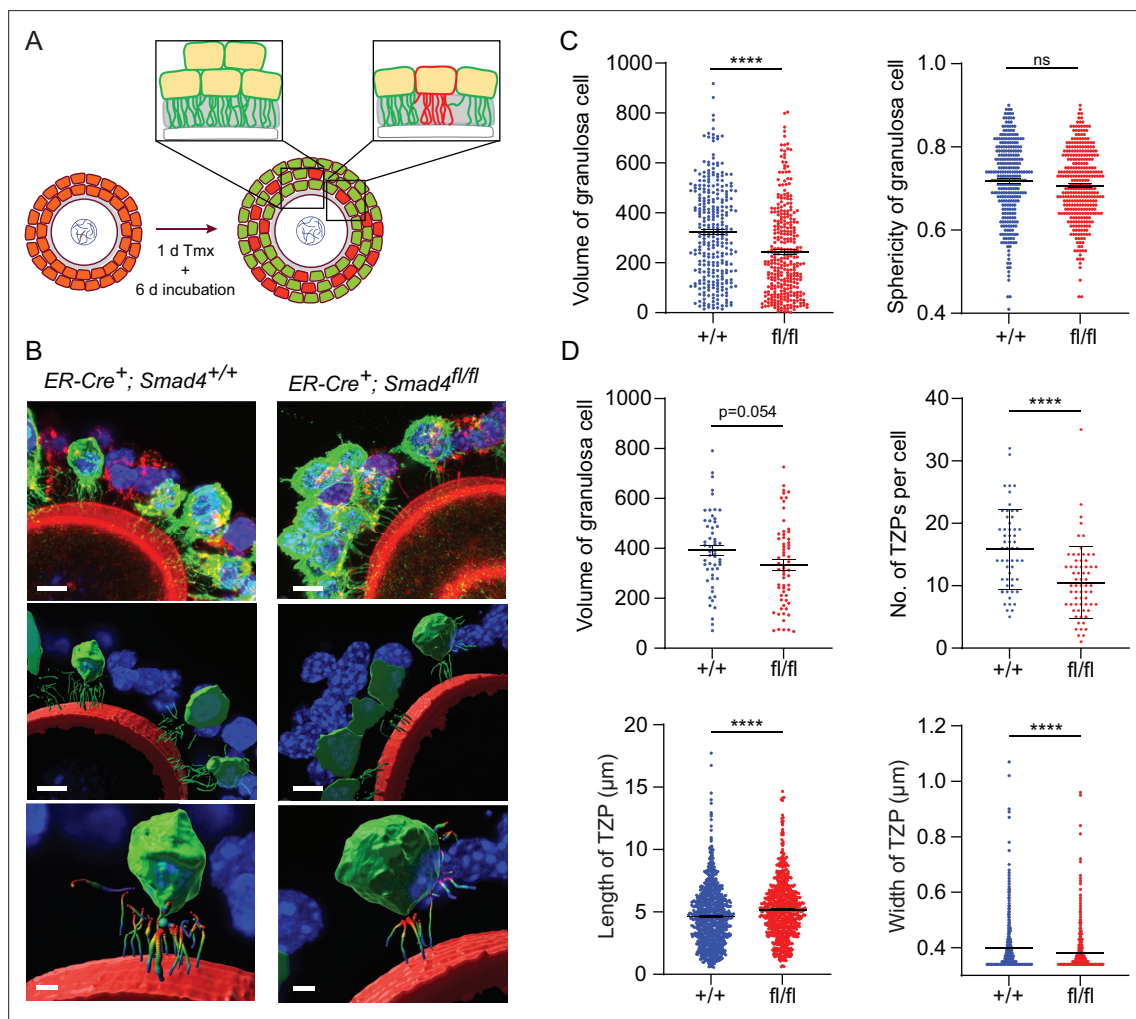 A
1 d Tmx
+
6 d incubation
B
ER-Cre+; Smad4+/+
ER-Cre+; Smad4fl/fl
C
Volume of granulosa cell
1000
800
600
400
200
0
****
+/+
fl/fl
Sphericity of granulosa cell
1.0
0.8
0.6
0.4
ns
+/+
fl/fl
D
Volume of granulosa cell
1000
800
600
400
200
0
p=0.054
+/+
fl/fl
No. of TZPs per cell
40
30
20
10
0
****
+/+
fl/fl
Length of TZP (µm)
20
15
10
5
0
****
+/+
fl/fl
Width of TZP (µm)
1.2
1.0
0.8
0.6
0.4
****
+/+
fl/fl